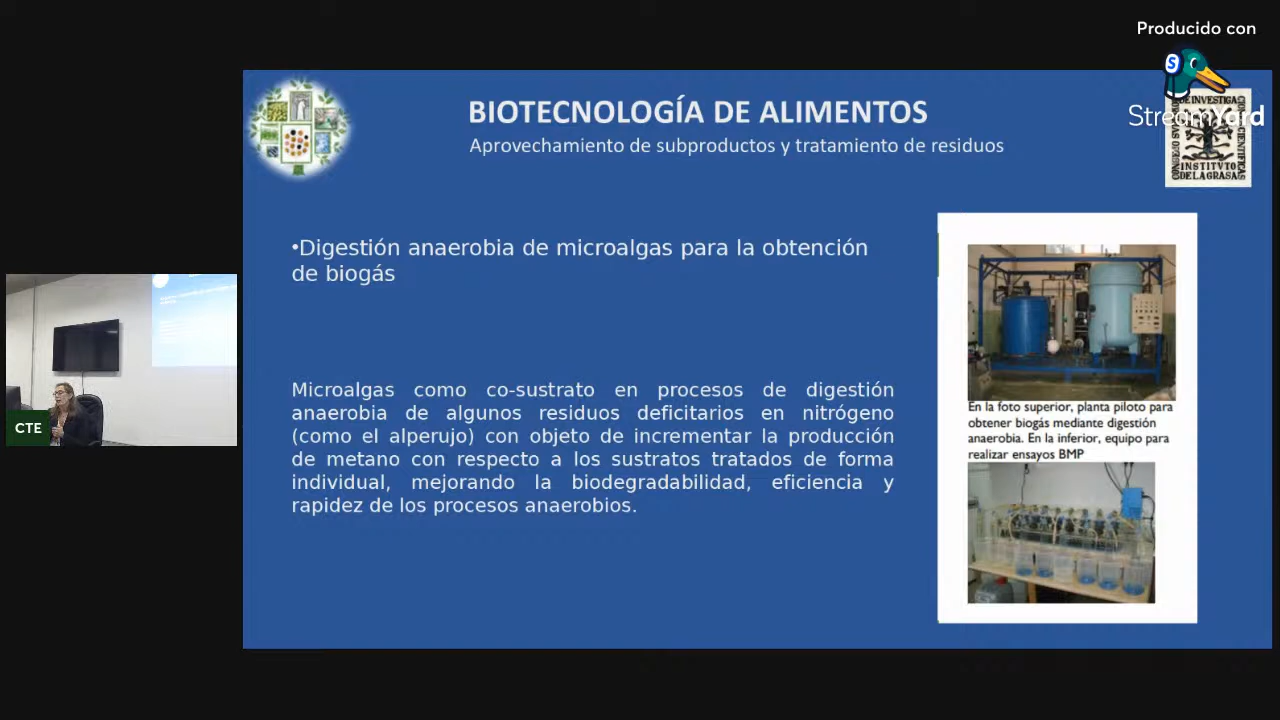 Producido con
StreamYard
BIOTECNOLOGÍA DE ALIMENTOS
Aprovechamiento de subproductos y tratamiento de residuos
INSTITVTO
DE LA GRASA
•Digestión anaerobia de microalgas para la obtención
de biogás
Microalgas como co-sustrato en procesos de digestión
anaerobia de algunos residuos deficitarios en nitrógeno
(como el alperujo) con objeto de incrementar la producción
de metano con respecto a los sustratos tratados de forma
individual, mejorando la biodegradabilidad, eficiencia y
rapidez de los procesos anaerobios.
En la foto superior, planta piloto para
obtener biogás mediante digestión
anaerobia. En la inferior, equipo para
realizar ensayos BMP
CTE